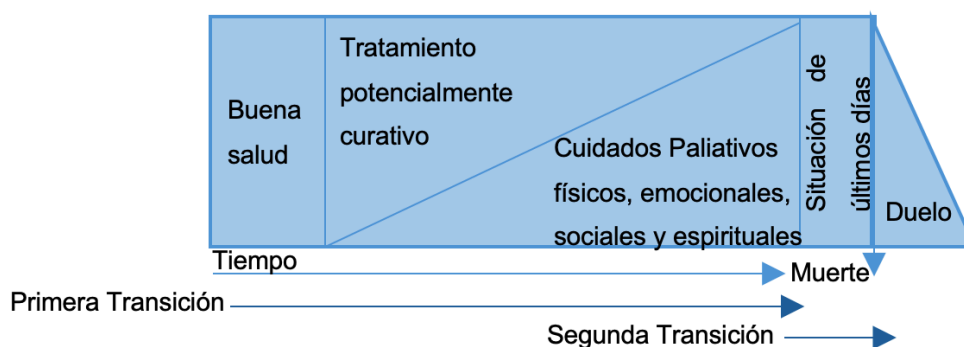 Buena
salud
Tratamiento
potencialmente
curativo
Cuidados Paliativos
físicos, emocionales,
sociales y espirituales
Situación de
últimos días
Duelo
Tiempo
Muerte
Primera Transición
Segunda Transición